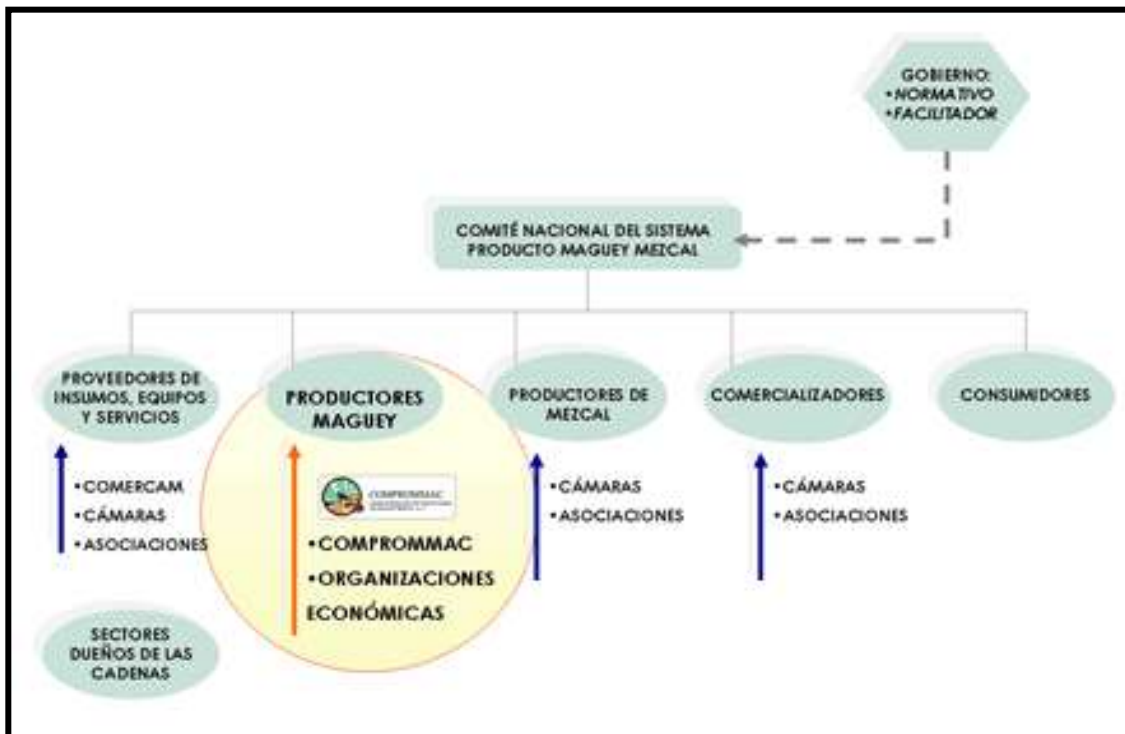 GOBIERNO:
•NORMATIVO
•FACILITADOR
COMITÉ NACIONAL DEL SISTEMA
PRODUCTO MAGUEY MEZCAL
PROVEEDORES DE
INSUMOS, EQUIPOS
Y SERVICIOS
PRODUCTORES
MAGUEY
PRODUCTORES DE
MEZCAL
COMERCIALIZADORES
CONSUMIDORES
•COMERCAM
•CÁMARAS
•ASOCIACIONES
COMPROMMAC
•COMPROMMAC
•ORGANIZACIONES
ECONÓMICAS
•CÁMARAS
•ASOCIACIONES
•CÁMARAS
•ASOCIACIONES
SECTORES
DUEÑOS DE LAS
CADENAS